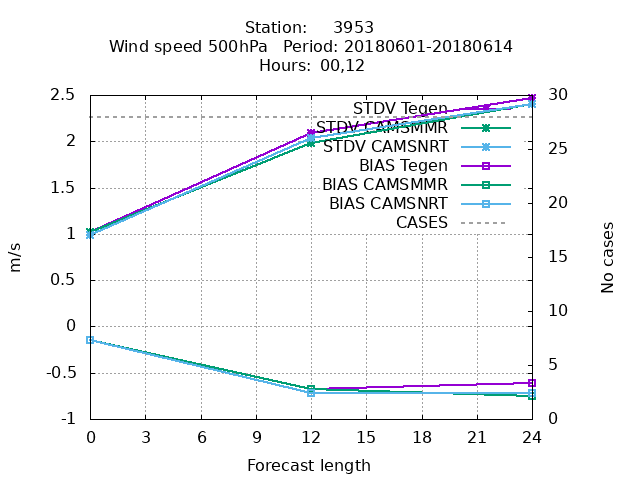 Station:     3953
Wind speed 500hPa   Period: 20180601-20180614
Hours:  00,12
2.5
2
1.5
1
0.5
0
-0.5
-1
m/s
30
25
20
15
10
5
0
No cases
STDV Tegen
STDV CAMSMMR
STDV CAMSNRT
BIAS Tegen
BIAS CAMSMMR
BIAS CAMSNRT
CASES
0 3 6 9 12 15 18 21 24
Forecast length